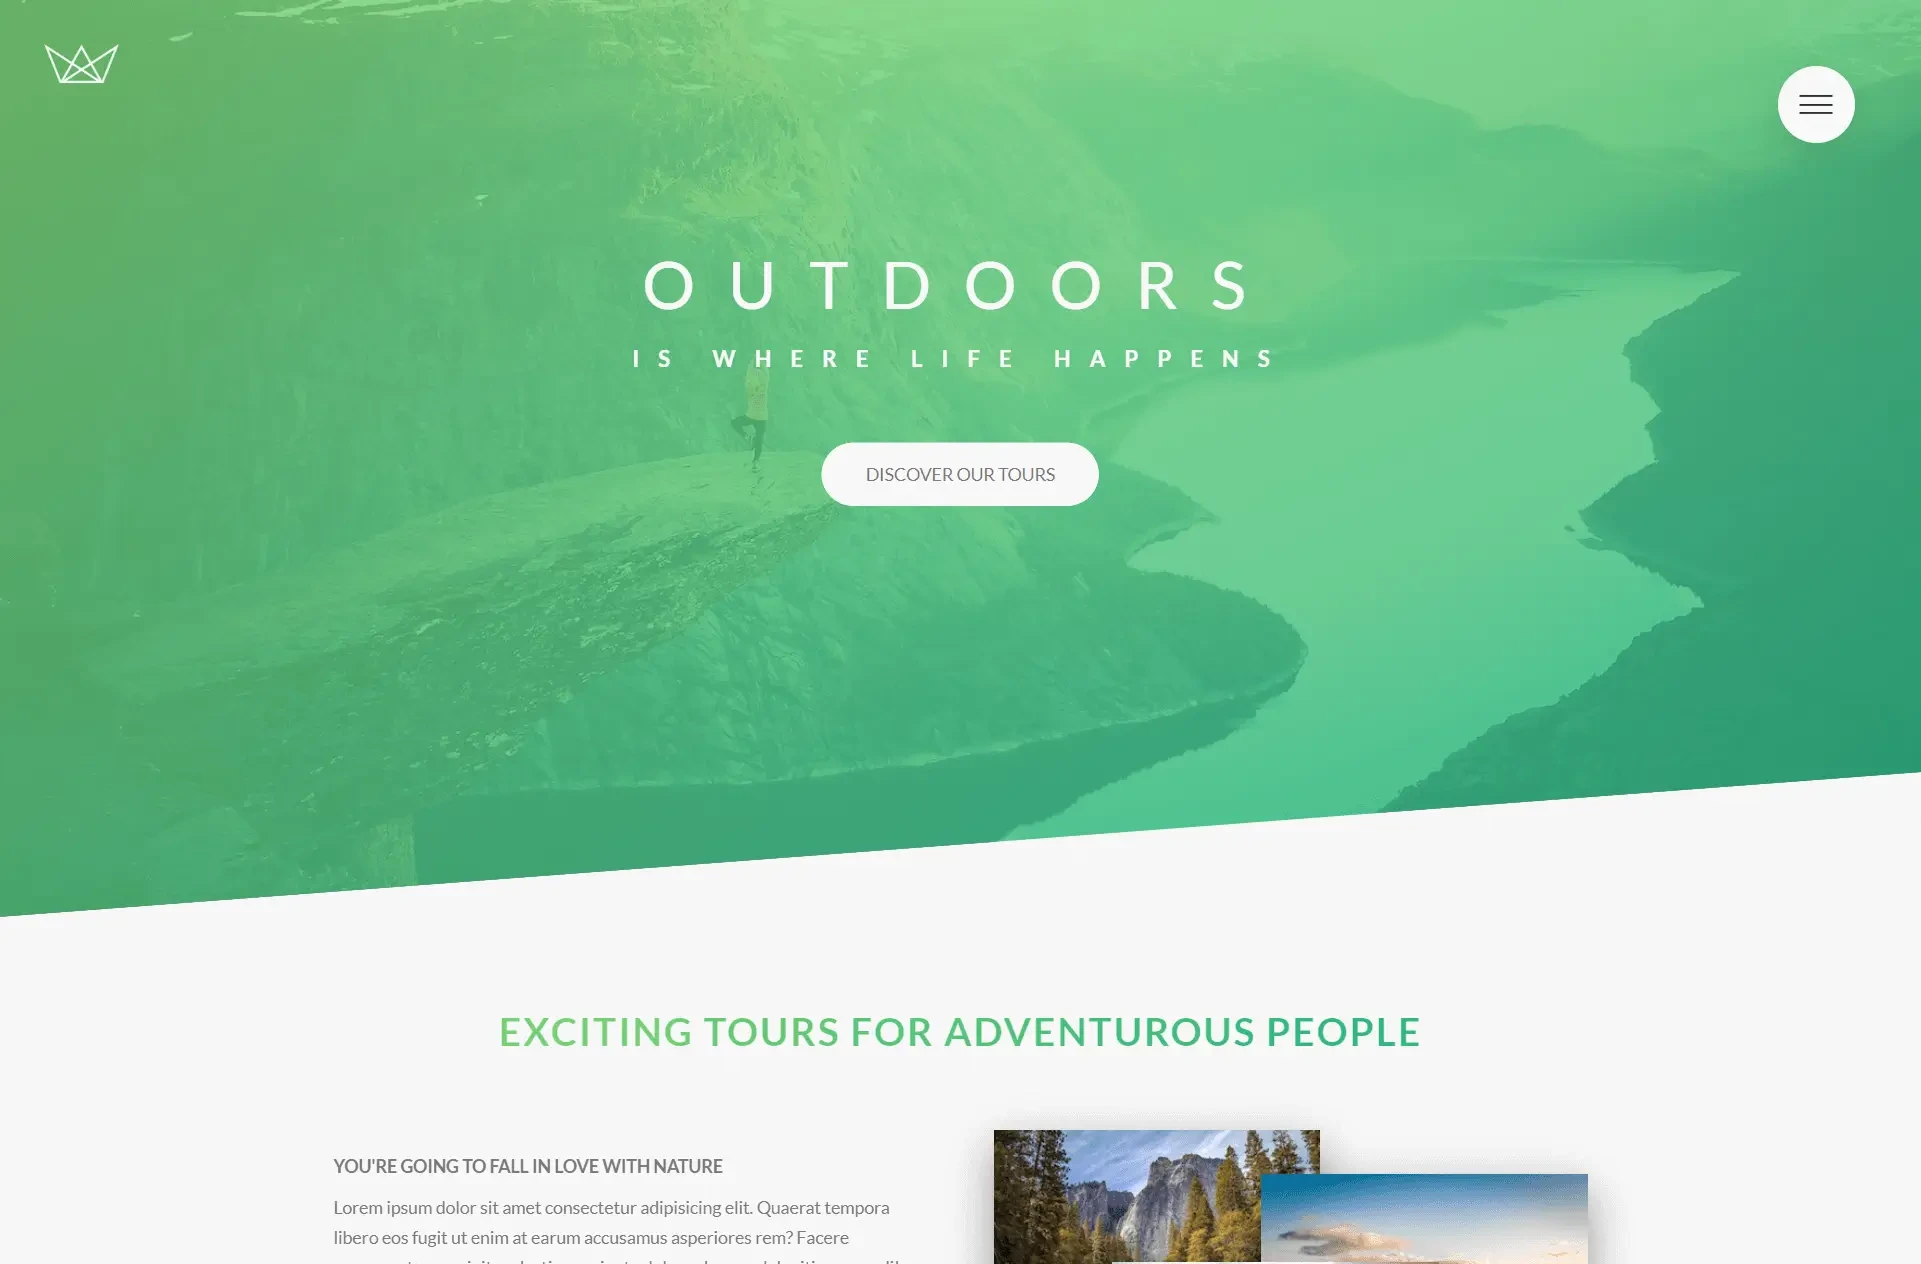 OUTDOORS
IS WHERE LIFE HAPPENS
DISCOVER OUR TOURS
EXCITING TOURS FOR ADVENTUROUS PEOPLE
YOU'RE GOING TO FALL IN LOVE WITH NATURE
Lorem ipsum dolor sit amet consectetur adipisicing elit. Quaerat tempora
libero eos fugit ut enim at earum accusamus asperiores rem? Facere